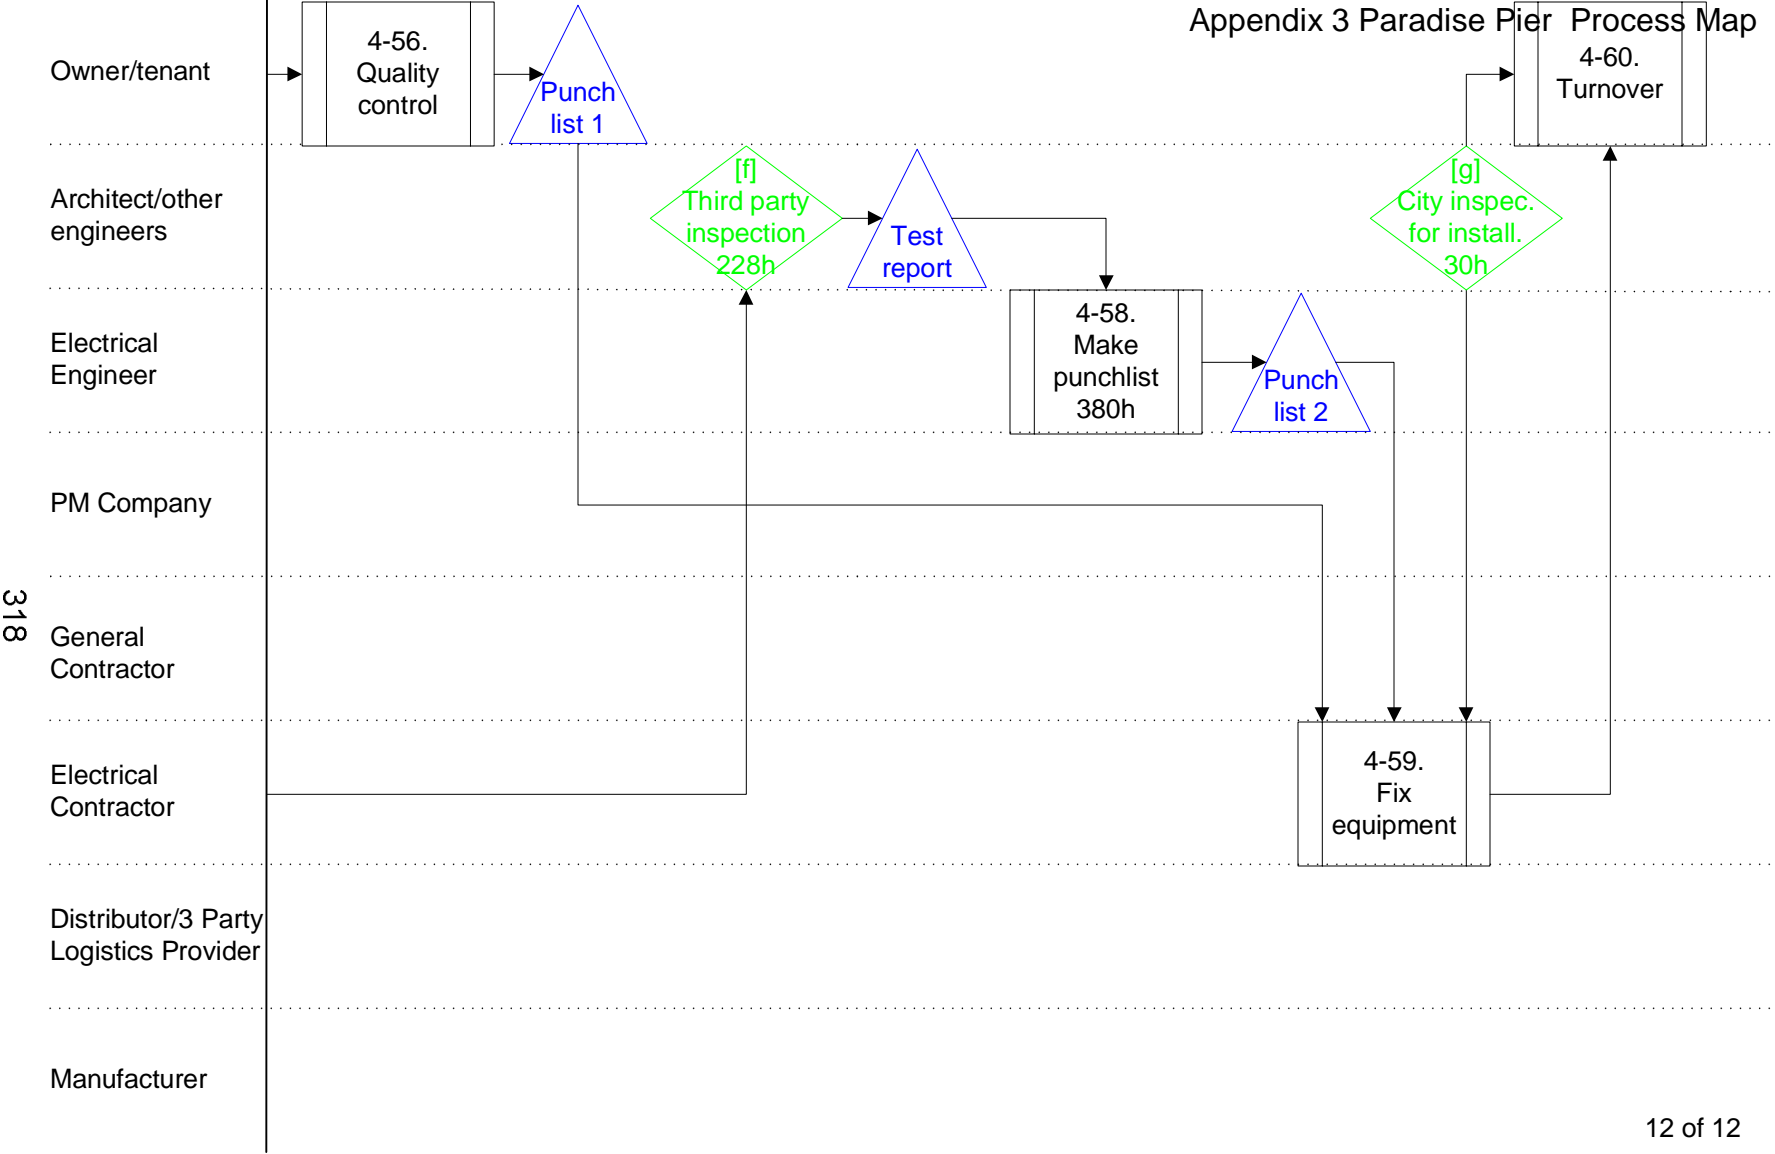 Appendix 3 Paradise Pier  Process Map
Owner/tenant
4-56.
Quality
control
Punch
list 1
4-60.
Turnover
Architect/other
engineers
[f]
Third party
inspection
228h
Test
report
[g]
City inspec.
for install.
30h
Electrical
Engineer
4-58.
Make
punchlist
380h
Punch
list 2
PM Company
318
General
Contractor
Electrical
Contractor
4-59.
Fix
equipment
Distributor/3 Party
Logistics Provider
Manufacturer
12 of 12